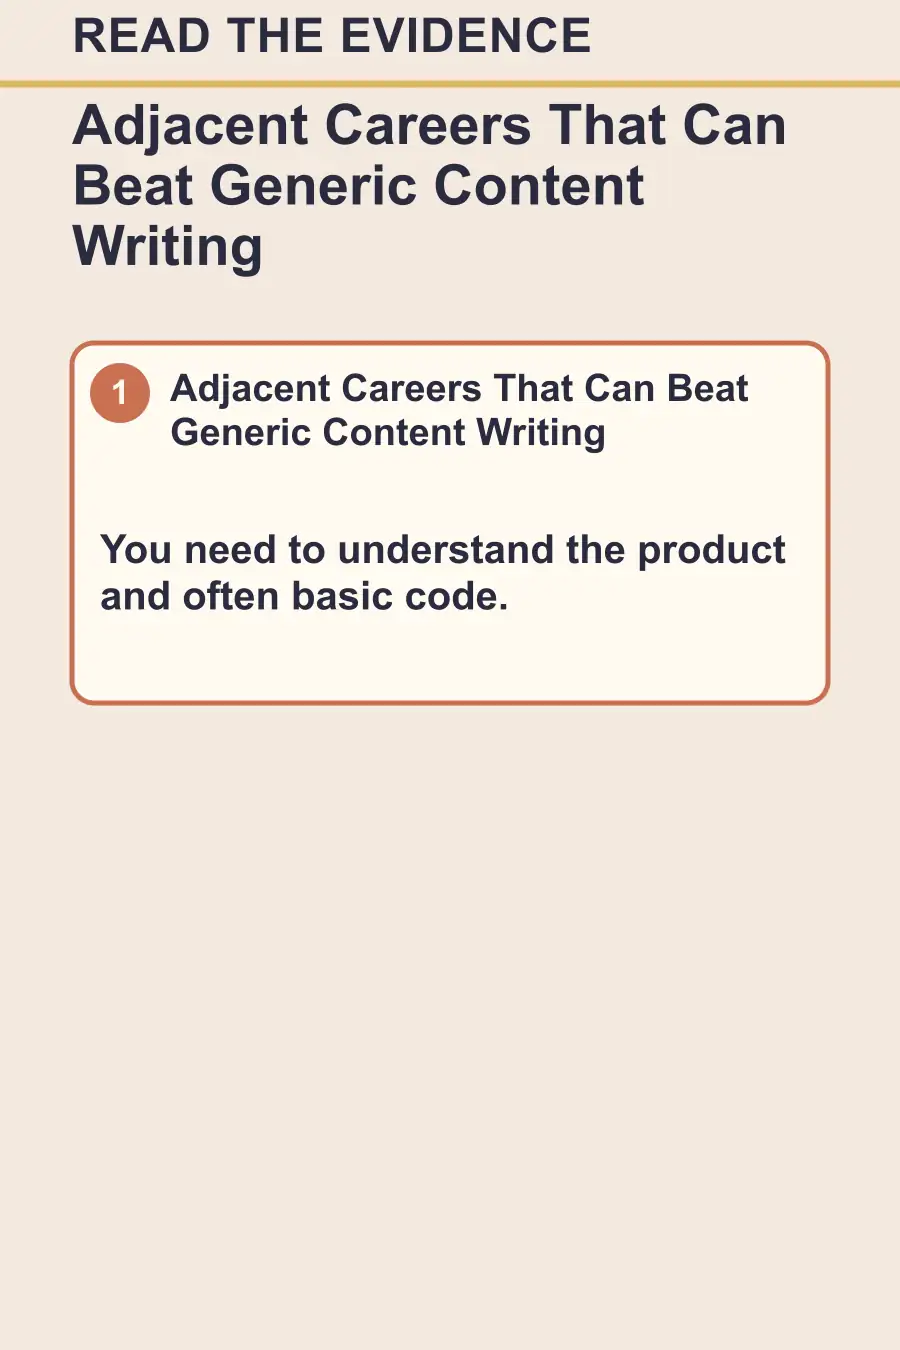 READ THE EVIDENCE
Adjacent Careers That Can
Beat Generic Content
Writing
1
Adjacent Careers That Can Beat
Generic Content Writing
You need to understand the product
and often basic code.